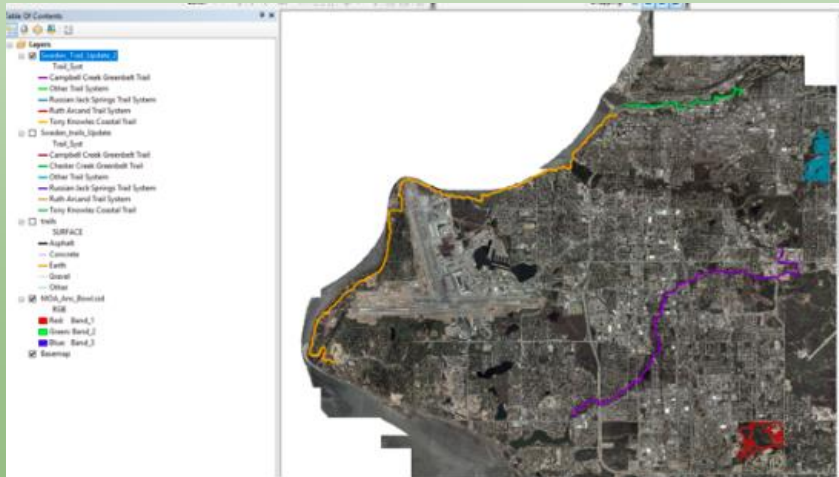 Table Of Contents
Layers
Sweden_Trail_Update_2
Trail_Syst
Campbell Creek Greenbelt Trail
Other Trail System
Russian Jack Springs Trail System
Ruth Arcand Trail System
Tony Knowles Coastal Trail
Sweden_trails_Update
Trail_Syst
Campbell Creek Greenbelt Trail
Chester Creek Greenbelt Trail
Other Trail System
Russian Jack Springs Trail System
Ruth Arcand Trail System
Tony Knowles Coastal Trail
trails
SURFACE
Asphalt
Concrete
Earth
Gravel
Other
MOA_Anc_Bowl.sid
RGB
Red: Band_1
Green: Band_2
Blue: Band_3
Basemap